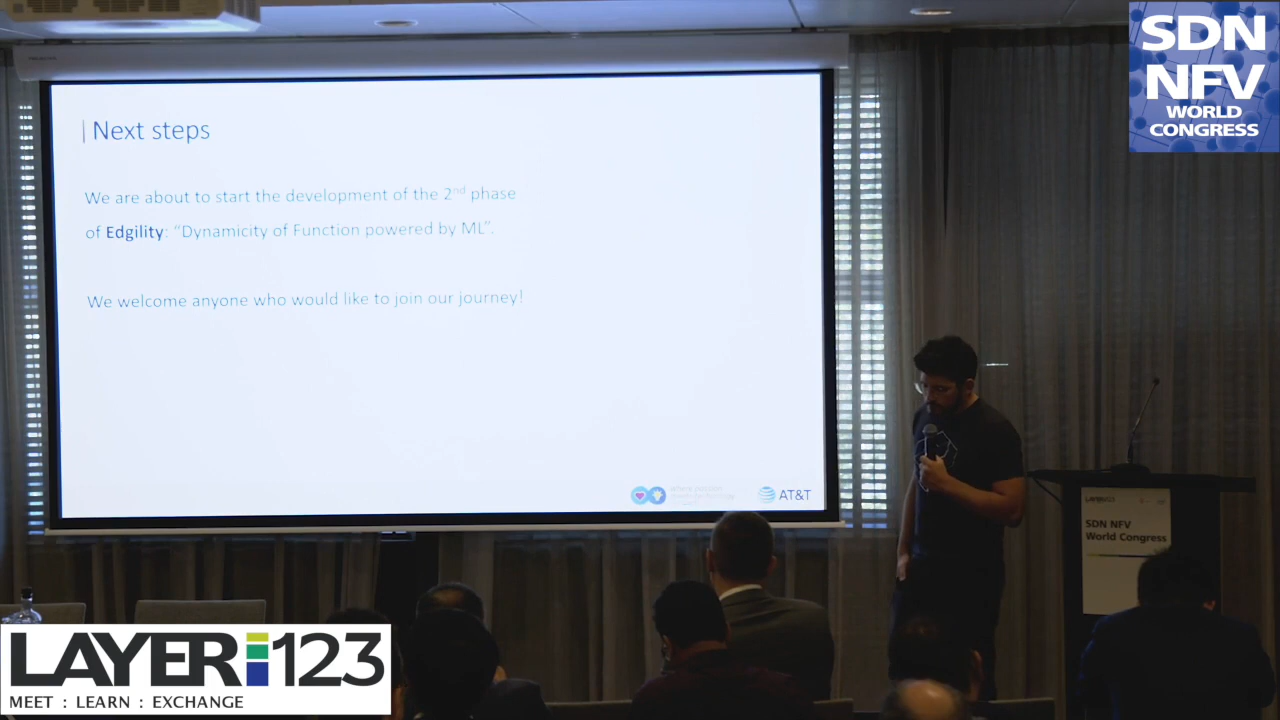 SDN
NFV
WORLD
CONGRESS
Next steps
We are about to start the development of the 2nd phase
of Edgility: “Dynamicity of Function powered by ML”.
We welcome anyone who would like to join our journey!
AT&T
LAYER123
SDN NFV
World Congress
LAYER123
MEET : LEARN : EXCHANGE